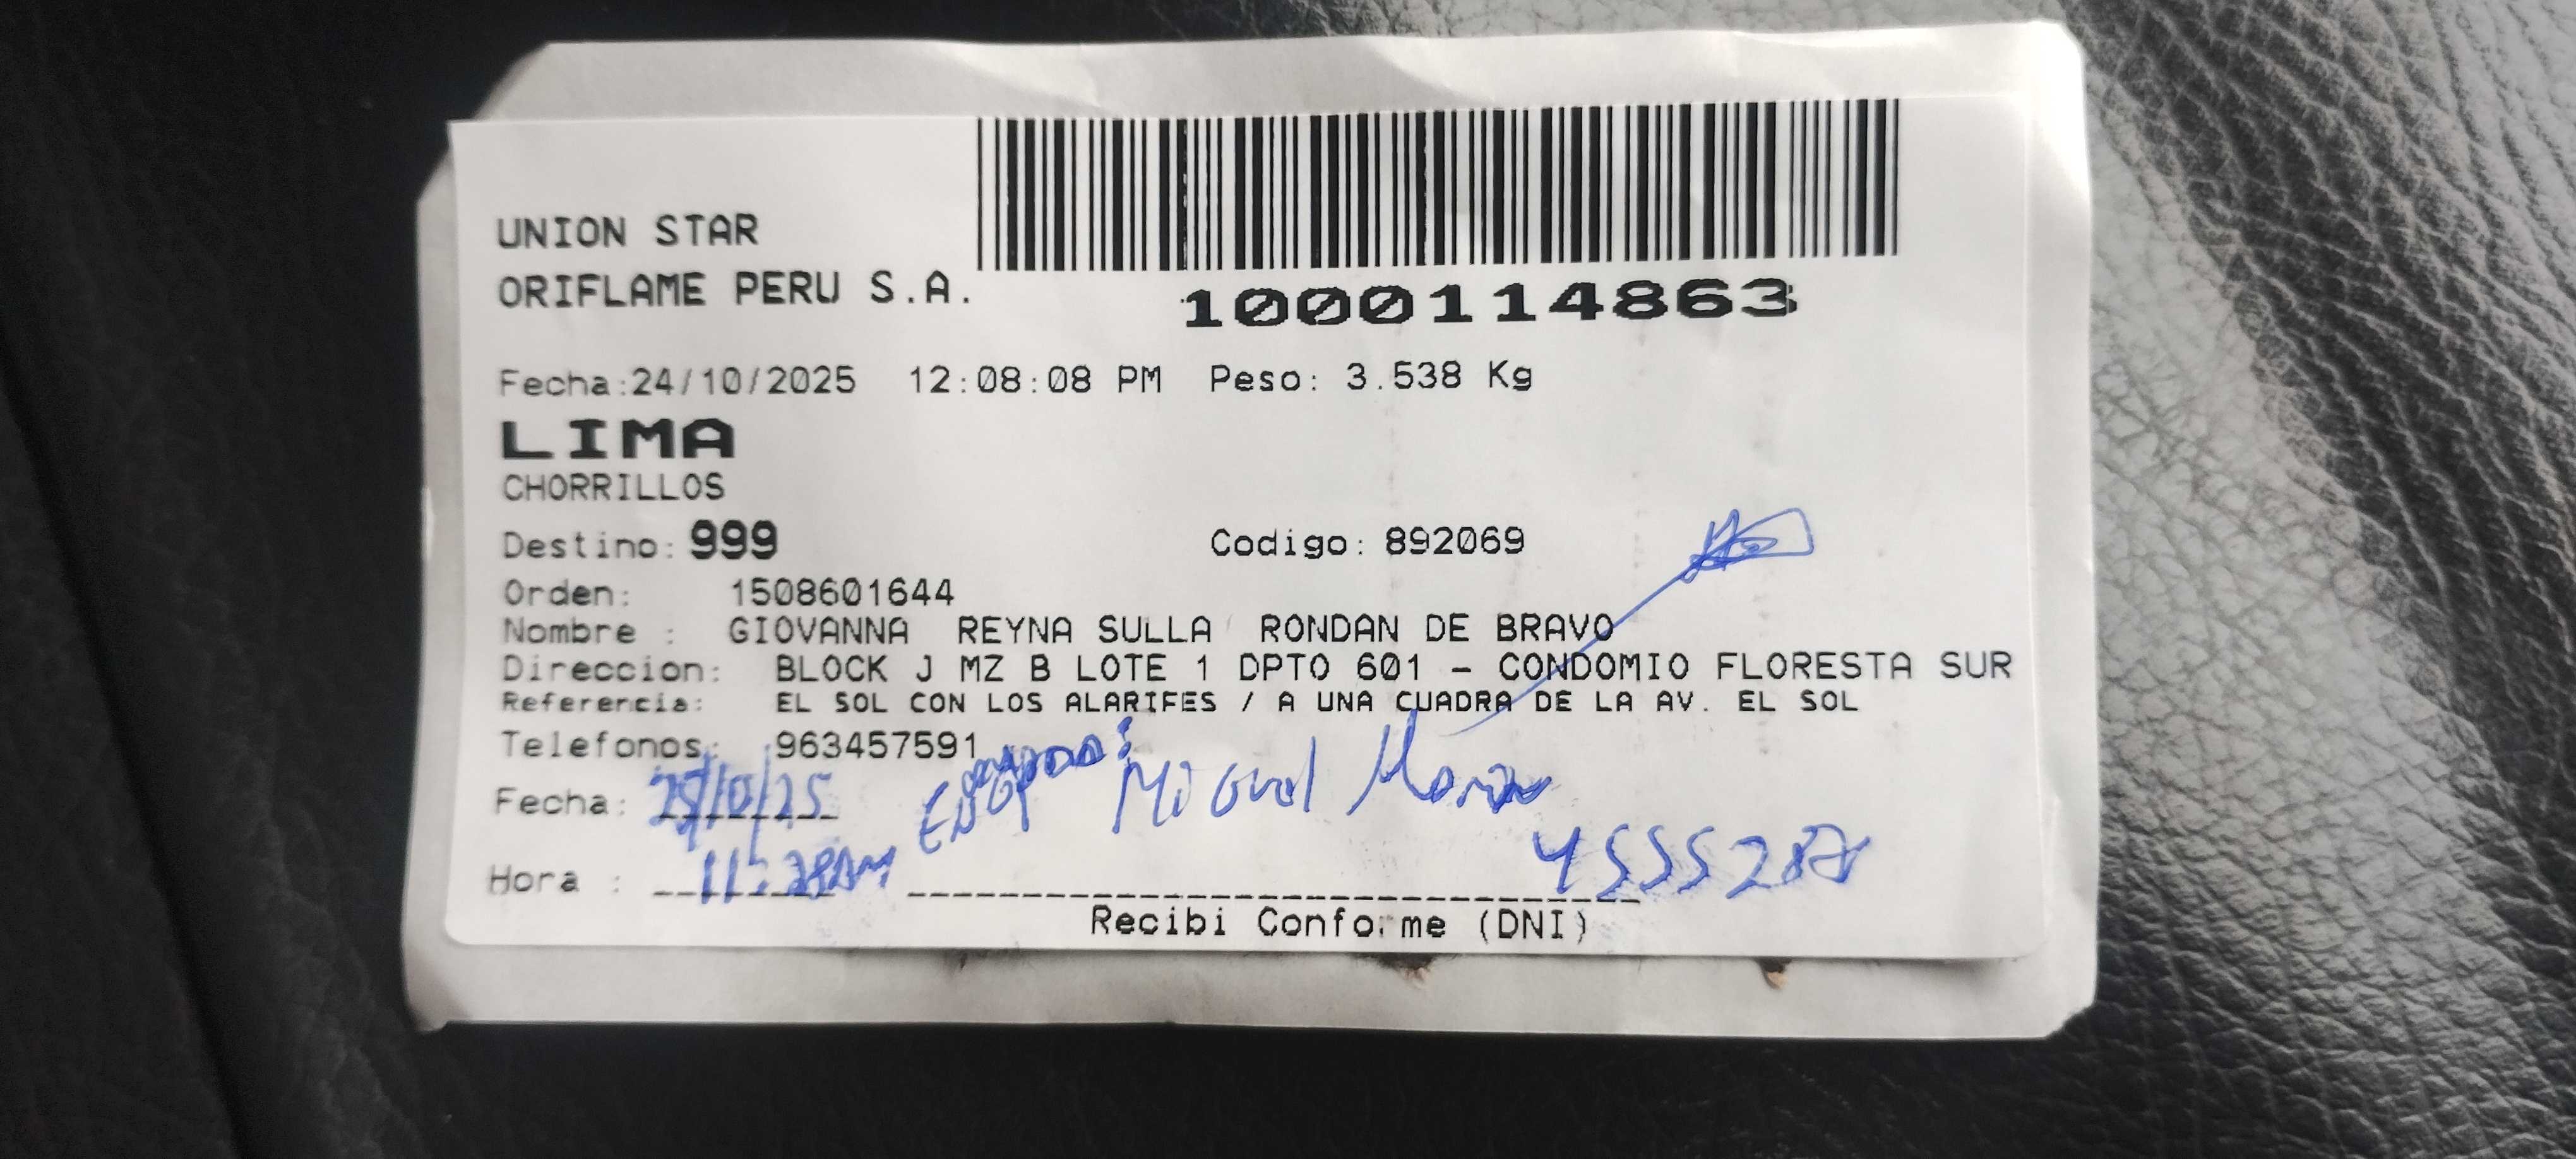 UNION STAR
ORIFLAME PERU S.A.
1000114863
Fecha:24/10/2025 12:08:08 PM Peso: 3.538 Kg
LIMA
CHORRILLOS
Destino: 999 Codigo: 892069
Orden: 1508601644
Nombre : GIOVANNA REYNA SULLA RONDAN DE BRAVO
Direccion: BLOCK J MZ B LOTE 1 DPTO 601 - CONDOMIO FLORESTA SUR
Referencia: EL SOL CON LOS ALARIFES / A UNA CUADRA DE LA AV. EL SOL
Telefonos: 963457591
Fecha: Miguel
Hora :
Recibi Conforme (DNI)